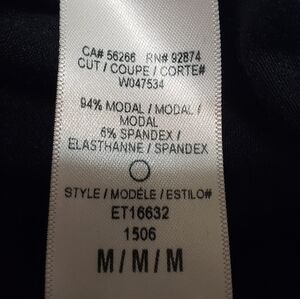 CA# 56266 RN# 92874
CUT / COUPE / CORTE#
W047534
94% MODAL / MODAL /
MODAL
6% SPANDEX /
ELASTHANNE / SPANDEX
STYLE / MODÈLE / ESTILO#
ET16632
1506
M / M / M